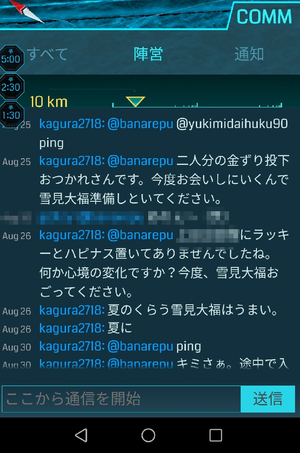 COMM
すべて 陣営 通知
5:00
2:30
1:30
10 km
Aug 25 kagura2718: @banarepu @yukimidaihuku90
ping
Aug 25 kagura2718: @banarepu 二人分の金ずり投下
おつかれさんです。今度お会いしにいくんで
雪見大福準備しといてください。
Aug 26 kagura2718: @banarepu にラッキ
ーとハピナス置いてありませんでしたね。
何か心境の変化ですか？今度、雪見大福お
ごってください。
Aug 26 kagura2718: 夏のくらう雪見大福はうまい。
Aug 26 kagura2718: 夏に
Aug 30 kagura2718: @banarepu ping
Aug 30 kagura2718: @banarepu キミさぁ。途中で入
ここから通信を開始 送信